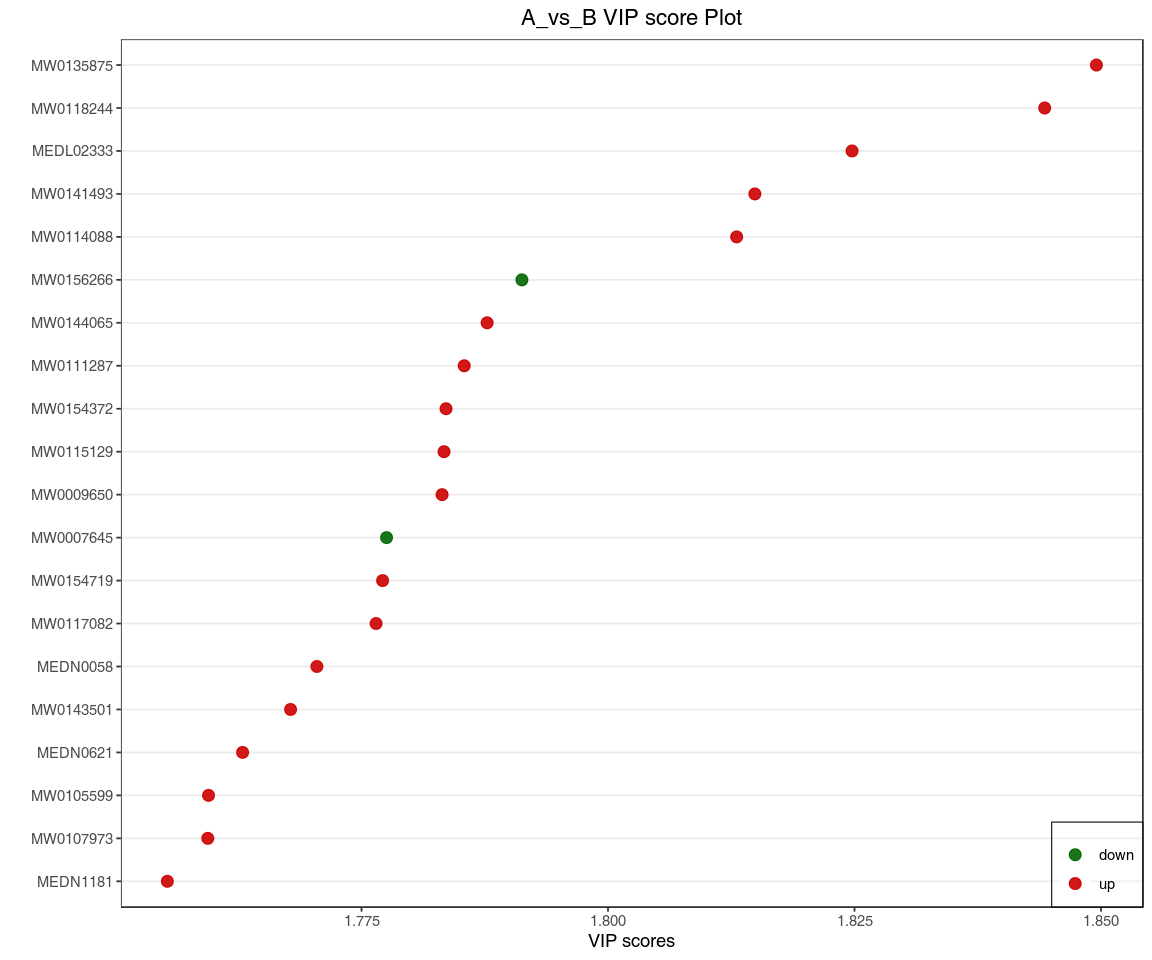 A_vs_B VIP score Plot
MW0135875
MW0118244
MEDL02333
MW0141493
MW0114088
MW0156266
MW0144065
MW0111287
MW0154372
MW0115129
MW0009650
MW0007645
MW0154719
MW0117082
MEDN0058
MW0143501
MEDN0621
MW0105599
MW0107973
MEDN1181
down
up
1.775 1.800 1.825 1.850
VIP scores